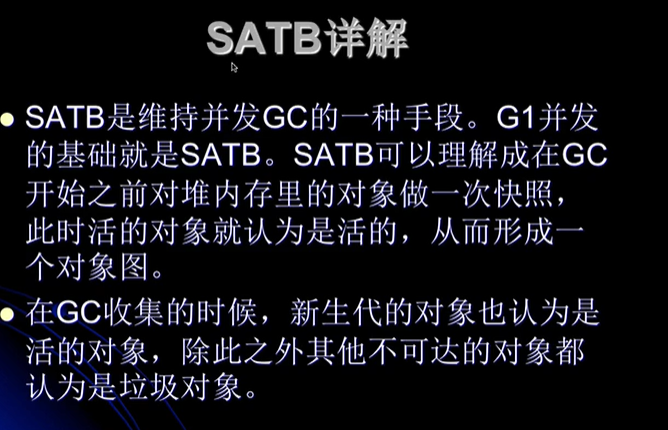 SATB详解
SATB是维持并发GC的一种手段。G1并发
的基础就是SATB。SATB可以理解成在GC
开始之前对堆内存里的对象做一次快照，
此时活的对象就认为是活的，从而形成一
个对象图。
在GC收集的时候，新生代的对象也认为是
活的对象，除此之外其他不可达的对象都
认为是垃圾对象。